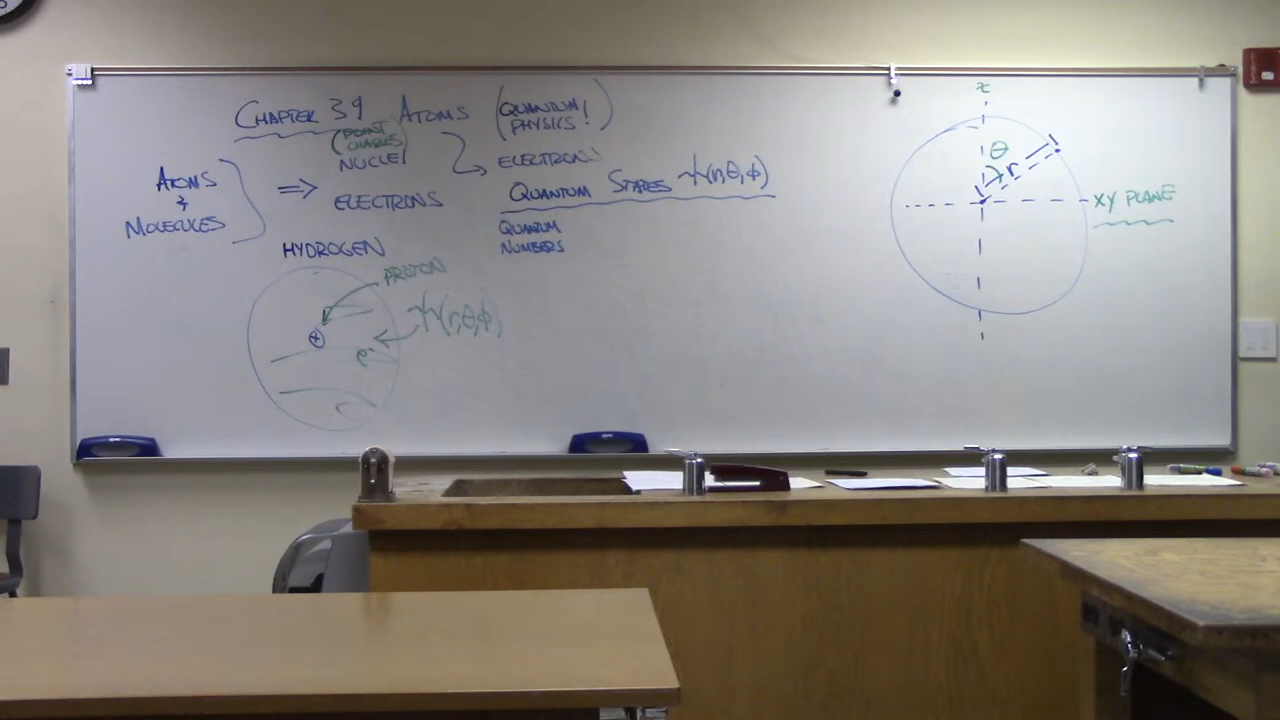 CHAPTER 39 ATOMS (QUANTUM PHYSICS!)
(POINT CHARGES)
NUCLEI
ELECTRONS
ATOMS
&
MOLECULES
⇒
ELECTRON!
QUANTUM STATES ψ(r,θ,ϕ)
QUANTUM
NUMBERS
HYDROGEN
PROTON
+
e-
ψ(r,θ,ϕ)
z
θ
r
XY PLANE